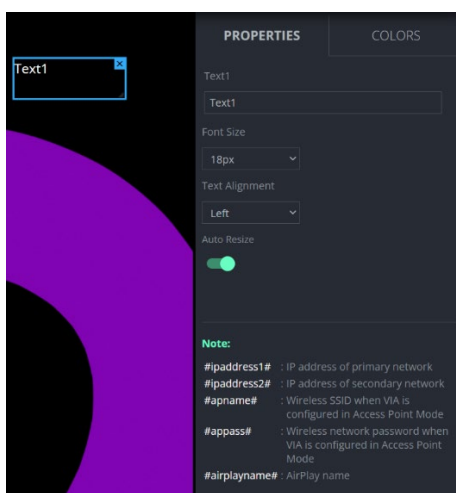 PROPERTIES COLORS
Text1
Text1
Text1
Font Size
18px
Text Alignment
Left
Auto Resize
Note:
#ipaddress1# : IP address of primary network
#ipaddress2# : IP address of secondary network
#apname# : Wireless SSID when VIA is
configured in Access Point Mode
#appass# : Wireless network password when
VIA is configured in Access Point
Mode
#airplayname# : AirPlay name